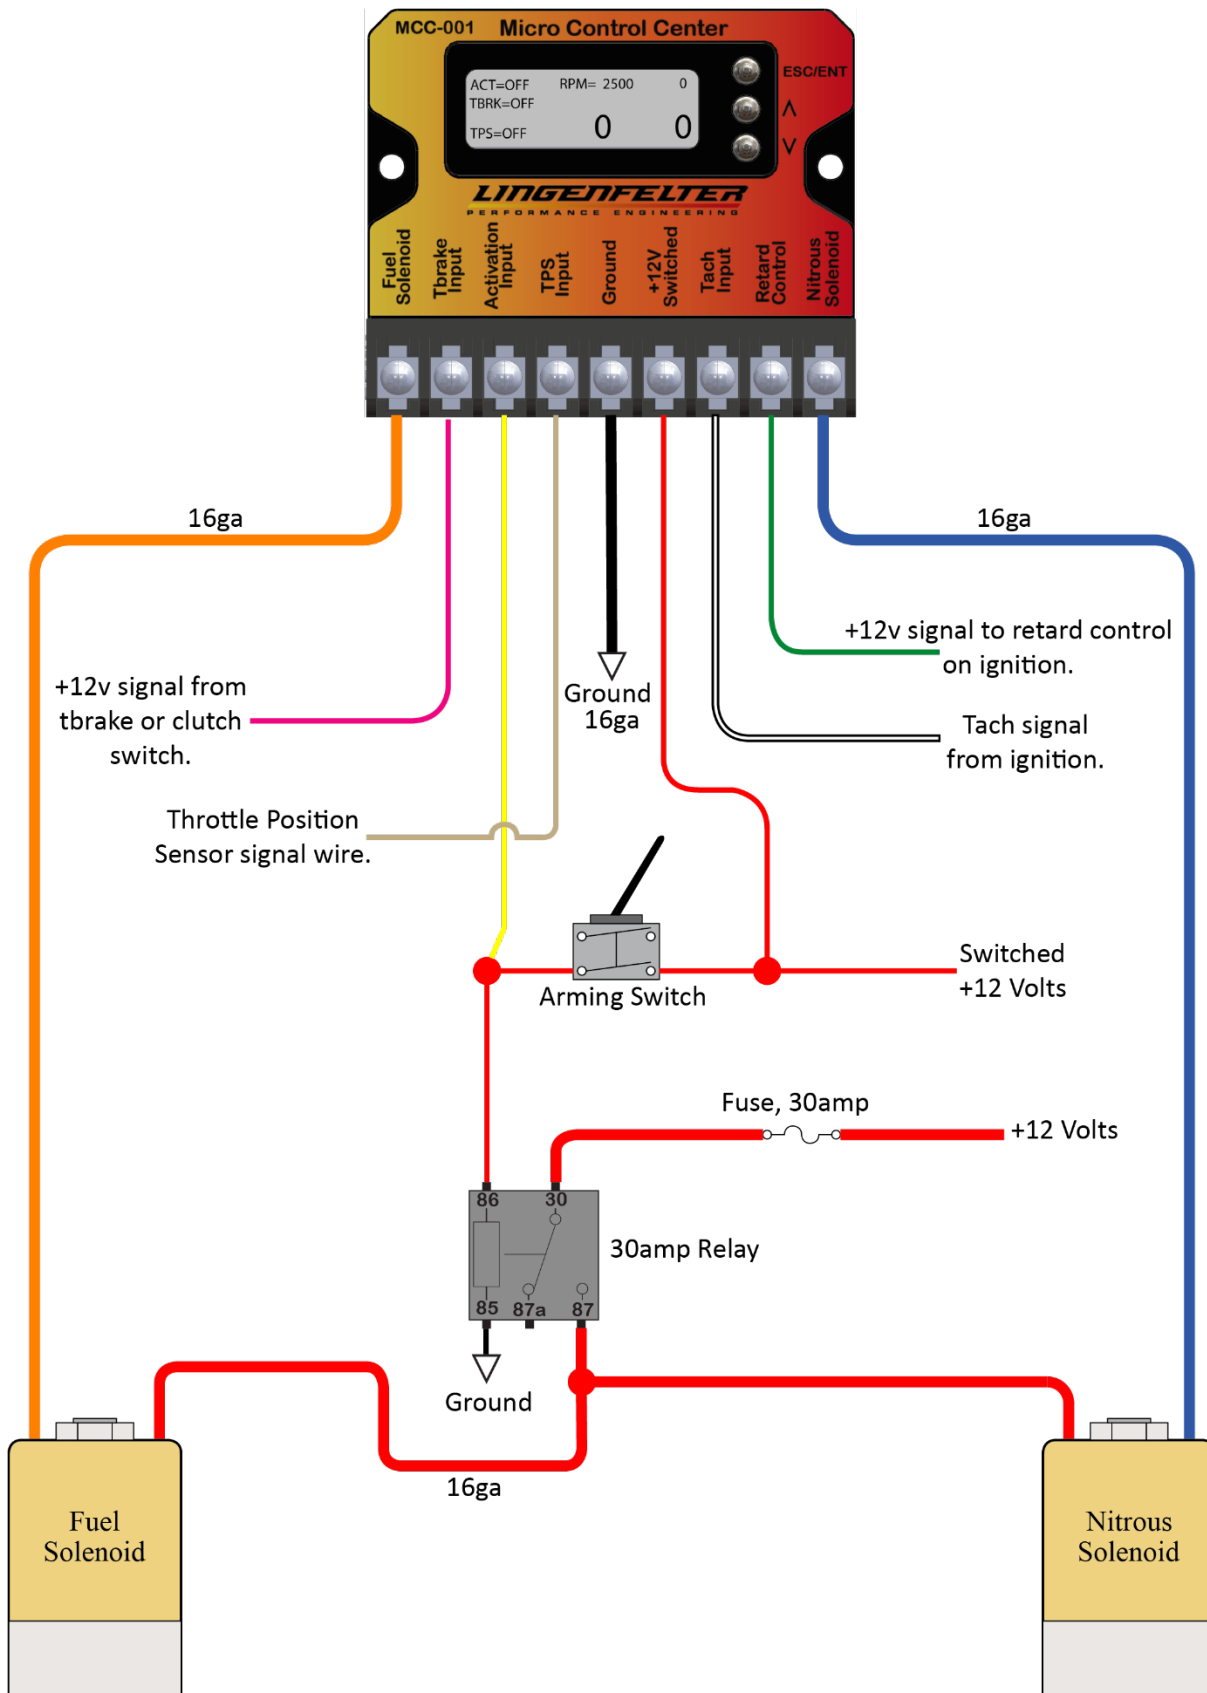 MCC-001 Micro Control Center
ACT=OFF RPM= 2500 0
TBRK=OFF
TPS=OFF 0 0
ESC/ENT
LINGENFELTER
PERFORMANCE ENGINEERING
Fuel
Solenoid
Tbrake
Input
Activation
Input
TPS
Input
Ground
+12V
Switched
Tach
Input
Retard
Control
Nitrous
Solenoid
16ga
16ga
+12v signal to retard control
on ignition.
+12v signal from
tbrake or clutch
switch.
Ground
16ga
Tach signal
from ignition.
Throttle Position
Sensor signal wire.
Switched
+12 Volts
Arming Switch
Fuse, 30amp
+12 Volts
86 30
30amp Relay
85 87a 87
Ground
16ga
Fuel
Solenoid
Nitrous
Solenoid